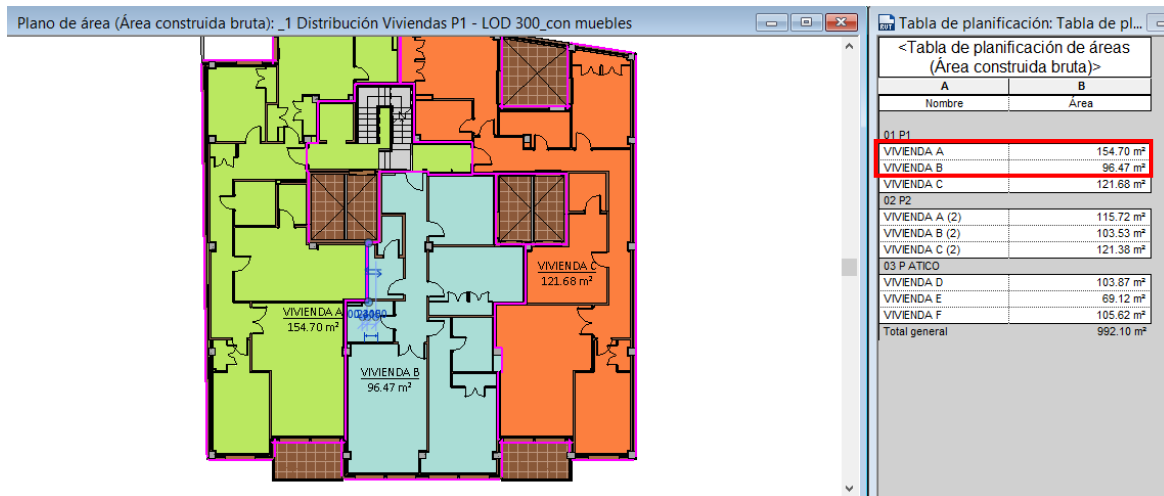 Plano de área (Área construida bruta): _1 Distribución Viviendas P1 - LOD 300_con muebles
VIVIENDA A
154.70 m²
VIVIENDA B
96.47 m²
VIVIENDA C
121.68 m²
Tabla de planificación: Tabla de pl...
<Tabla de planificación de áreas
(Área construida bruta)>
A B
Nombre Área
01 P1
VIVIENDA A 154.70 m²
VIVIENDA B 96.47 m²
VIVIENDA C 121.68 m²
02 P2
VIVIENDA A (2) 115.72 m²
VIVIENDA B (2) 103.53 m²
VIVIENDA C (2) 121.38 m²
03 P ATICO
VIVIENDA D 103.87 m²
VIVIENDA E 69.12 m²
VIVIENDA F 105.62 m²
Total general 992.10 m²